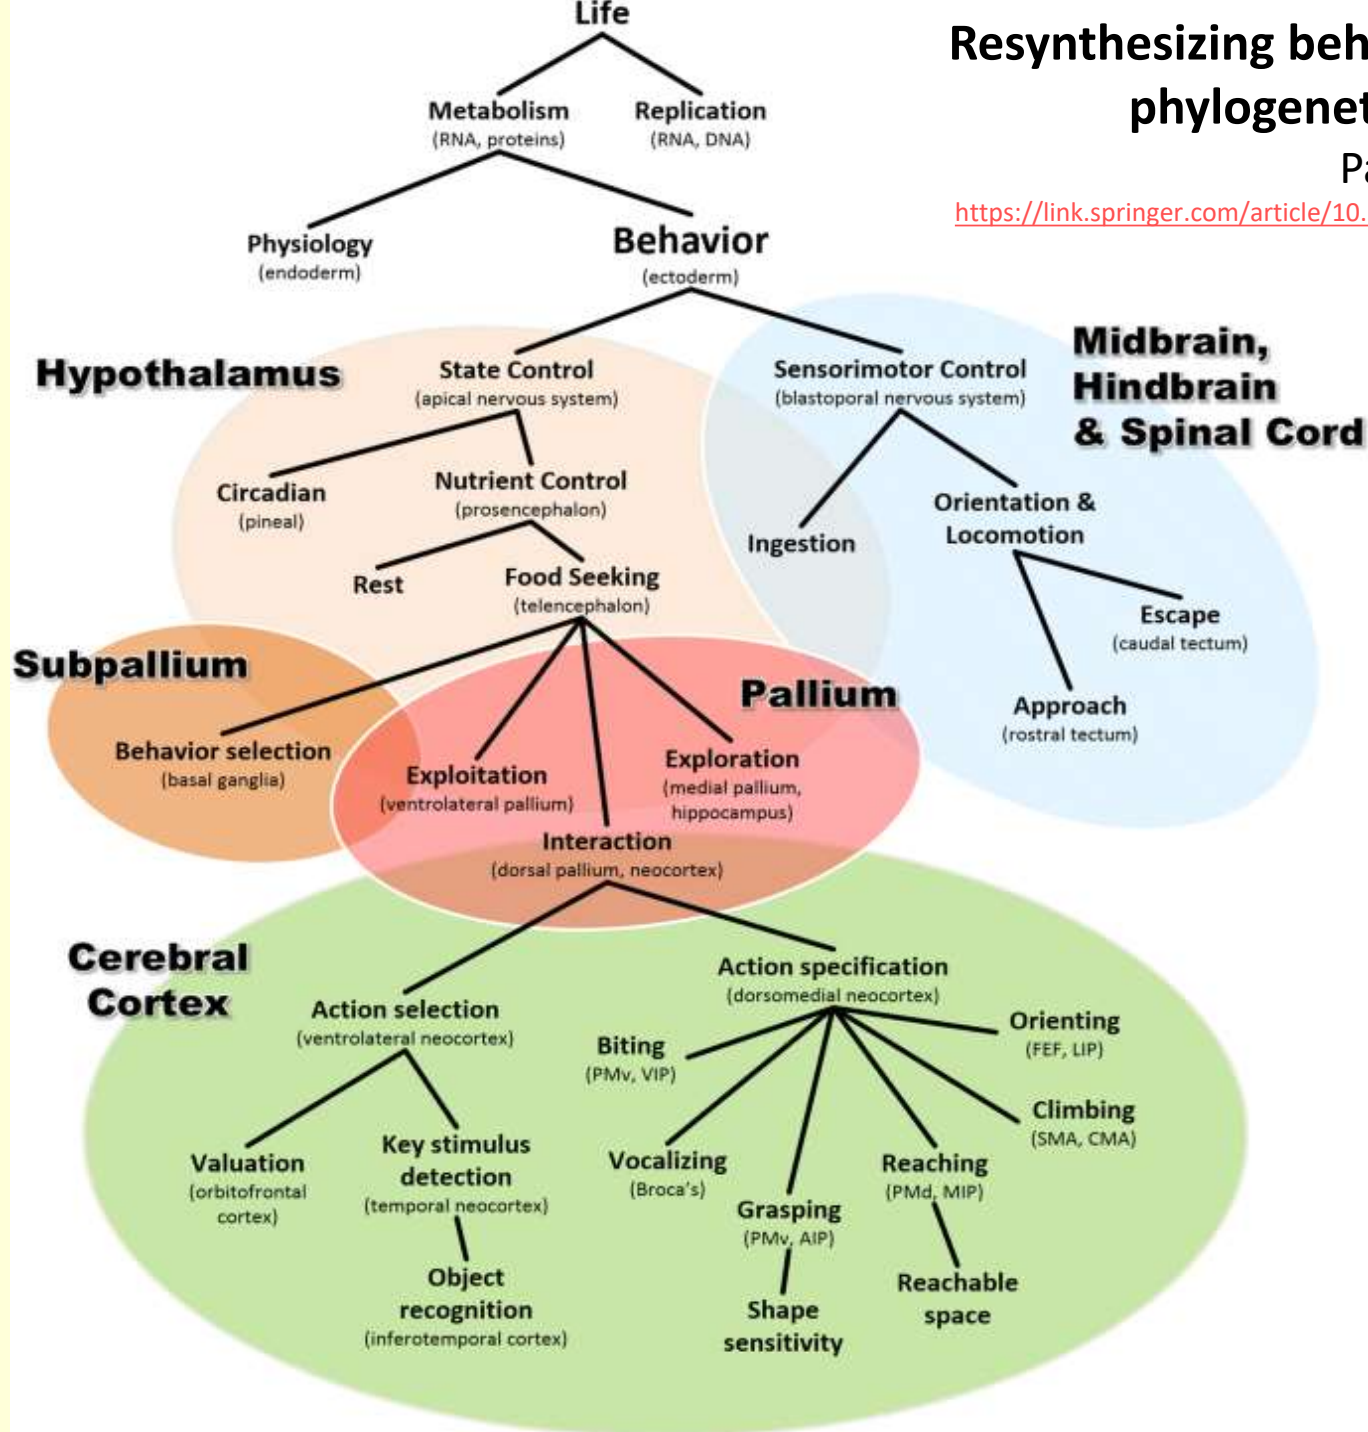 Life
Resynthesizing
phylogenet
Metabolism
(RNA, proteins)
Replication
(RNA, DNA)
https://link.springer.com/article/10.
Physiology
(endoderm)
Behavior
(ectoderm)
Hypothalamus
State Control
(apical nervous system)
Sensorimotor Control
(blastoporal nervous system)
Midbrain,
Hindbrain
& Spinal Cord
Circadian
(pineal)
Nutrient Control
(prosencephalon)
Ingestion
Orientation &
Locomotion
Rest
Food Seeking
(telencephalon)
Escape
(caudal tectum)
Approach
(rostral tectum)
Subpallium
Pallium
Behavior selection
(basal ganglia)
Exploitation
(ventrolateral pallium)
Exploration
(medial pallium,
hippocampus)
Interaction
(dorsal pallium, neocortex)
Cerebral
Cortex
Action selection
(ventrolateral neocortex)
Action specification
(dorsomedial neocortex)
Biting
(PMv, VIP)
Orienting
(FEF, LIP)
Climbing
(SMA, CMA)
Valuation
(orbitofrontal
cortex)
Key stimulus
detection
(temporal neocortex)
Vocalizing
(Broca's)
Grasping
(PMv, AIP)
Reaching
(PMd, MIP)
Object
recognition
(inferotemporal cortex)
Shape
sensitivity
Reachable
space